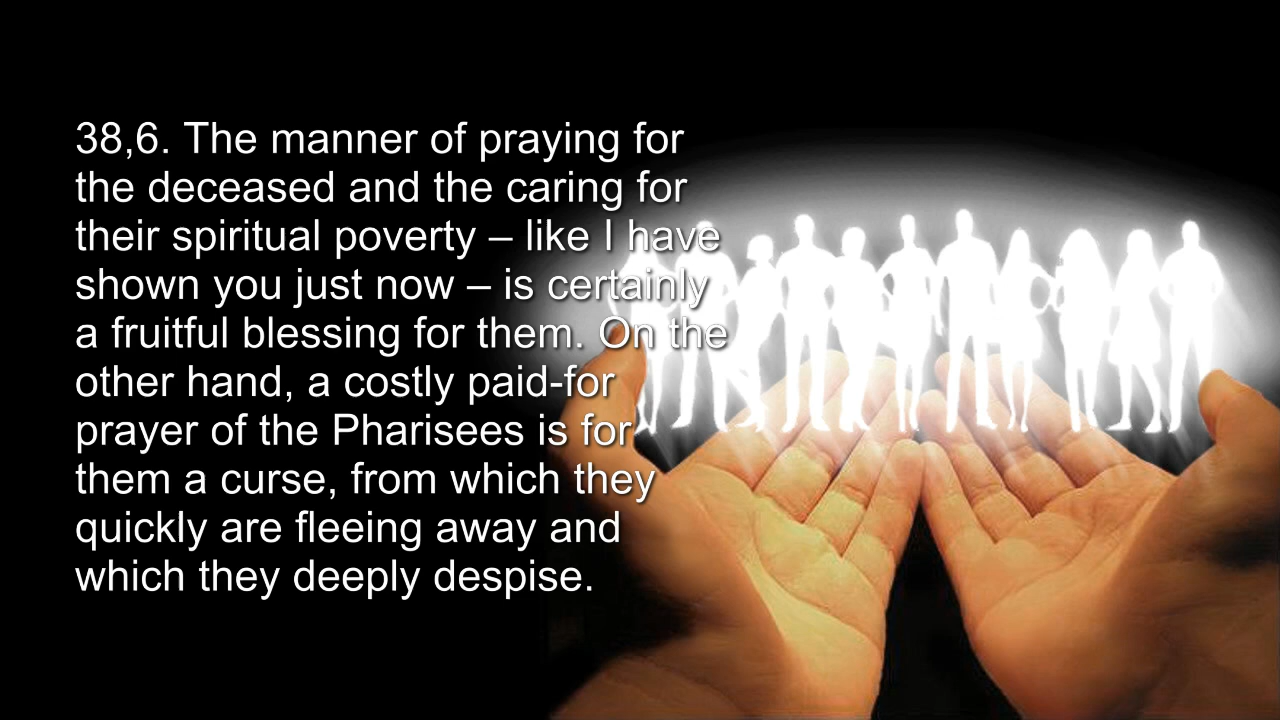 38,6. The manner of praying for
the deceased and the caring for
their spiritual poverty – like I have
shown you just now – is certainly
a fruitful blessing for them. On the
other hand, a costly paid-for
prayer of the Pharisees is for
them a curse, from which they
quickly are fleeing away and
which they deeply despise.